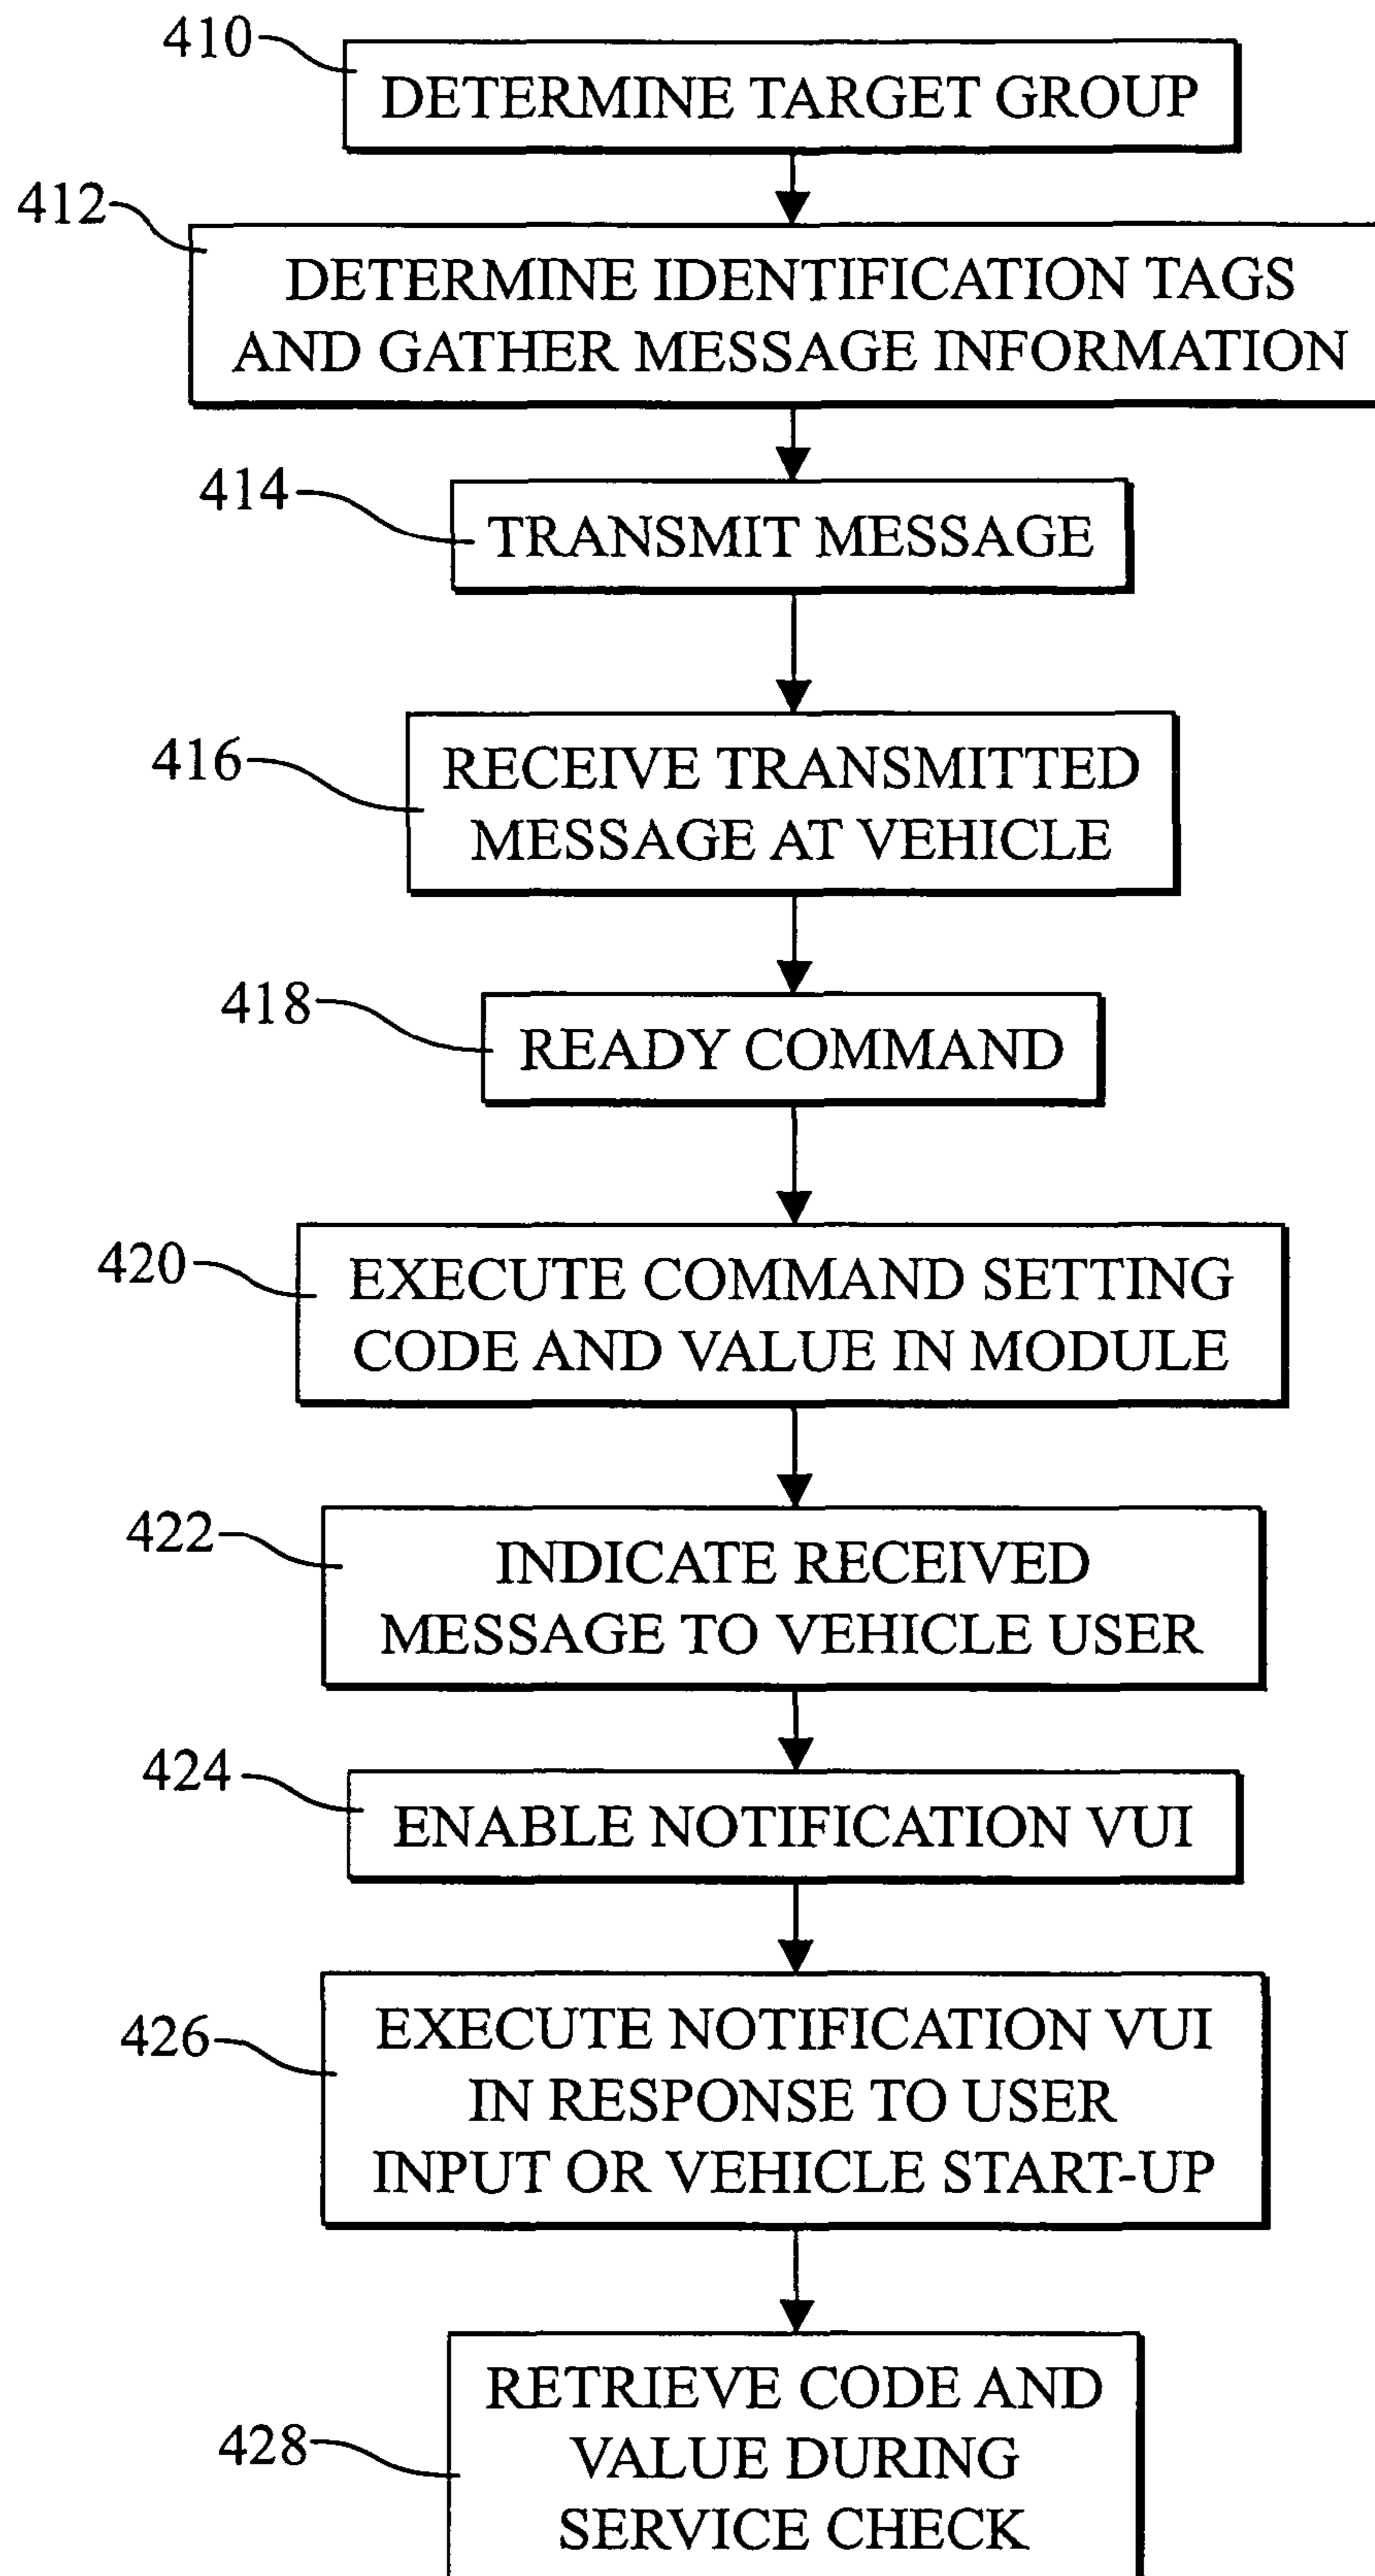 410
DETERMINE TARGET GROUP
412
DETERMINE IDENTIFICATION TAGS
AND GATHER MESSAGE INFORMATION
414
TRANSMIT MESSAGE
416
RECEIVE TRANSMITTED
MESSAGE AT VEHICLE
418
READY COMMAND
420
EXECUTE COMMAND SETTING
CODE AND VALUE IN MODULE
422
INDICATE RECEIVED
MESSAGE TO VEHICLE USER
424
ENABLE NOTIFICATION VUI
426
EXECUTE NOTIFICATION VUI
IN RESPONSE TO USER
INPUT OR VEHICLE START-UP
428
RETRIEVE CODE AND
VALUE DURING
SERVICE CHECK